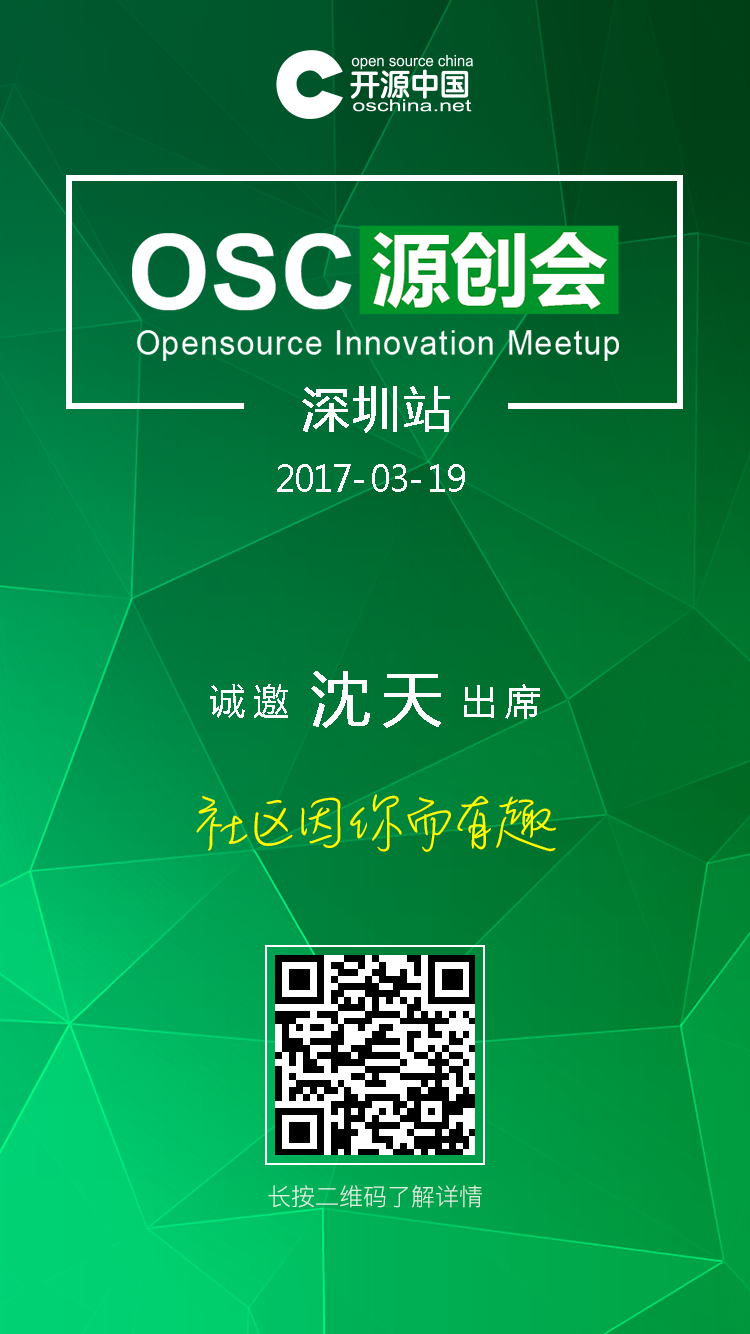 open source china
开源中国
oschina.net
OSC 源创会
Opensource Innovation Meetup
深圳站
2017-03-19
诚邀 沈天 出席
社区因你而有趣
长按二维码了解详情